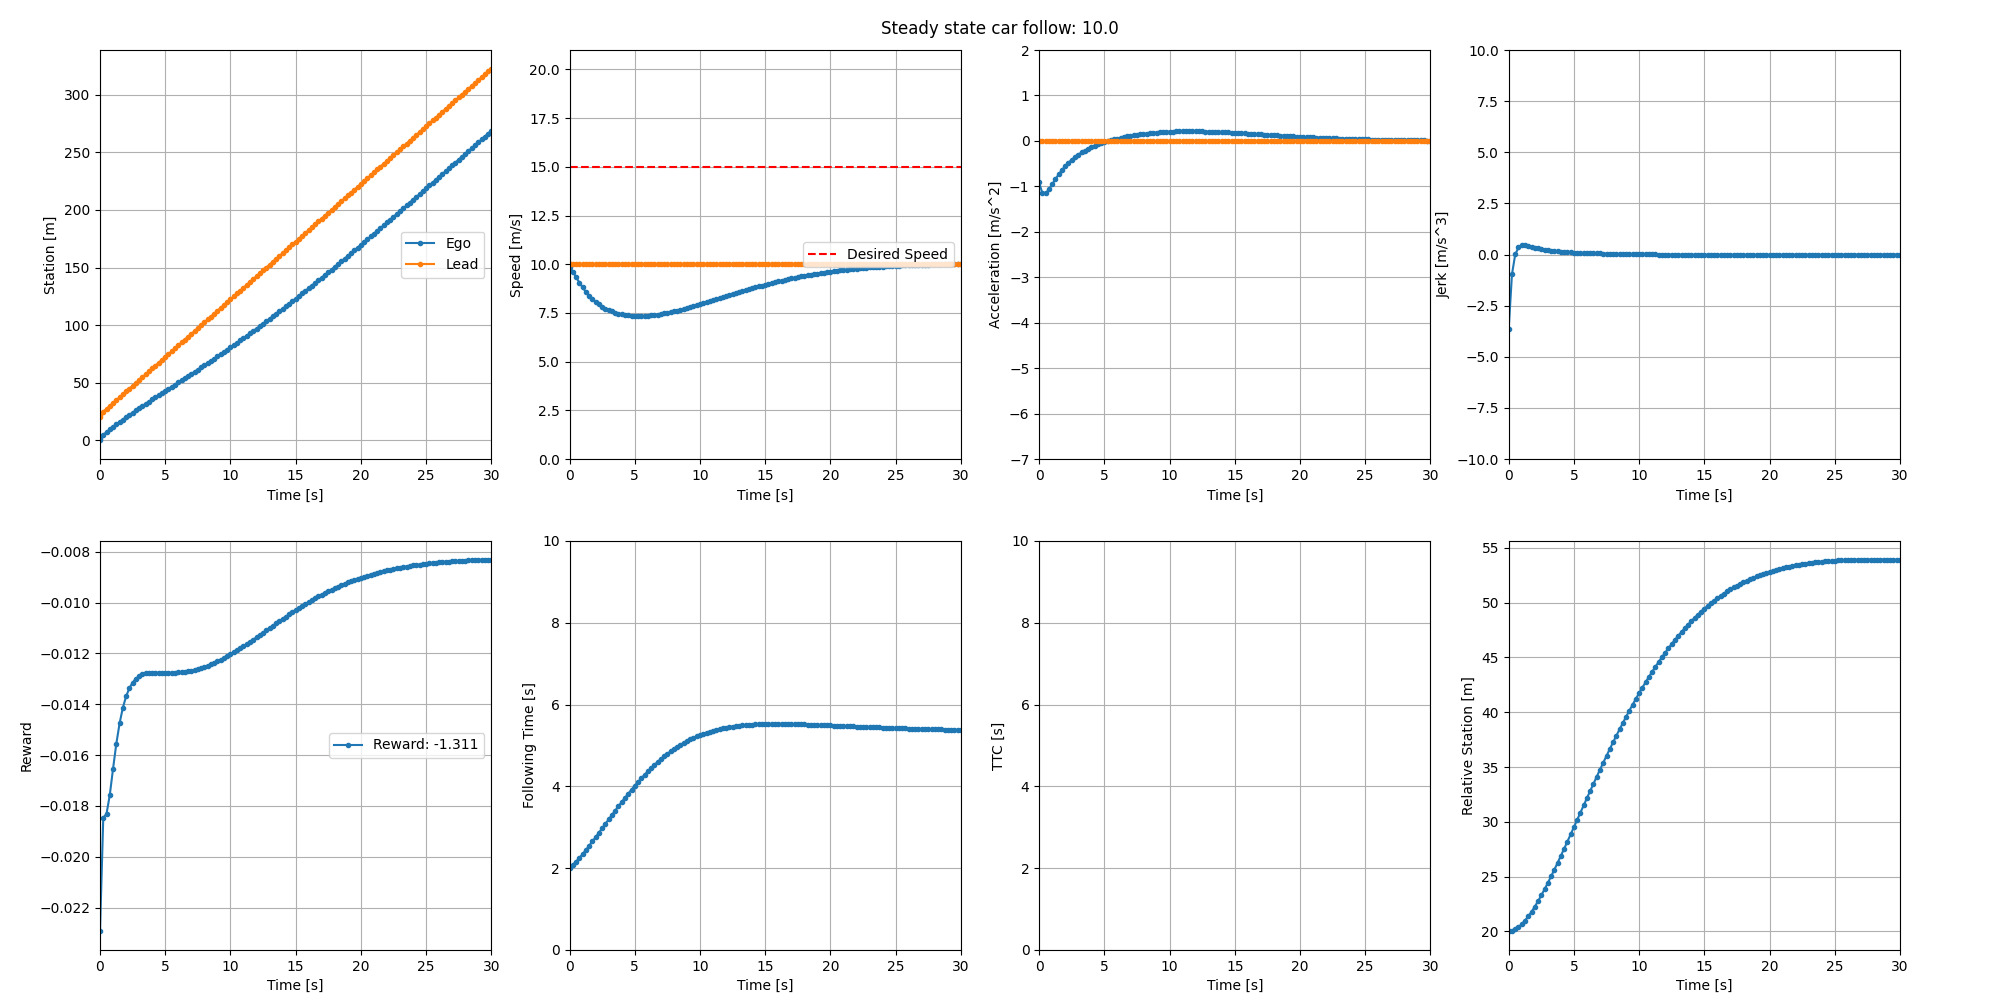 Steady state car follow: 10.0
Station [m]
300
250
200
150
100
50
0
Ego
Lead
0 5 10 15 20 25 30
Time [s]
Speed [m/s]
20.0
17.5
15.0
12.5
10.0
7.5
5.0
2.5
0.0
Desired Speed
0 5 10 15 20 25 30
Time [s]
Acceleration [m/s^2]
2
1
0
−1
−2
−3
−4
−5
−6
−7
0 5 10 15 20 25 30
Time [s]
Jerk [m/s^3]
10.0
7.5
5.0
2.5
0.0
−2.5
−5.0
−7.5
−10.0
0 5 10 15 20 25 30
Time [s]
Reward
−0.008
−0.010
−0.012
−0.014
−0.016
−0.018
−0.020
−0.022
Reward: -1.311
0 5 10 15 20 25 30
Time [s]
Following Time [s]
10
8
6
4
2
0
0 5 10 15 20 25 30
Time [s]
TTC [s]
10
8
6
4
2
0
0 5 10 15 20 25 30
Time [s]
Relative Station [m]
55
50
45
40
35
30
25
20
0 5 10 15 20 25 30
Time [s]